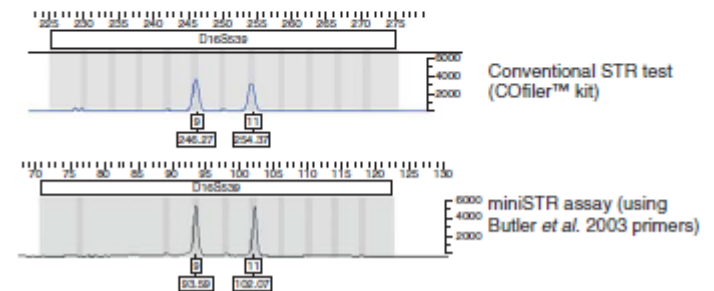 225 230 235 240 245 250 255 260 265 270 275
D16S539
6000
4000
2000
Conventional STR test
(COfiler™ kit)
9 11
246.27 254.37
70 75 80 85 90 95 100 105 110 115 120 125 130
D16S539
6000
4000
2000
miniSTR assay (using
Butler et al. 2003 primers)
9 11
93.59 102.07